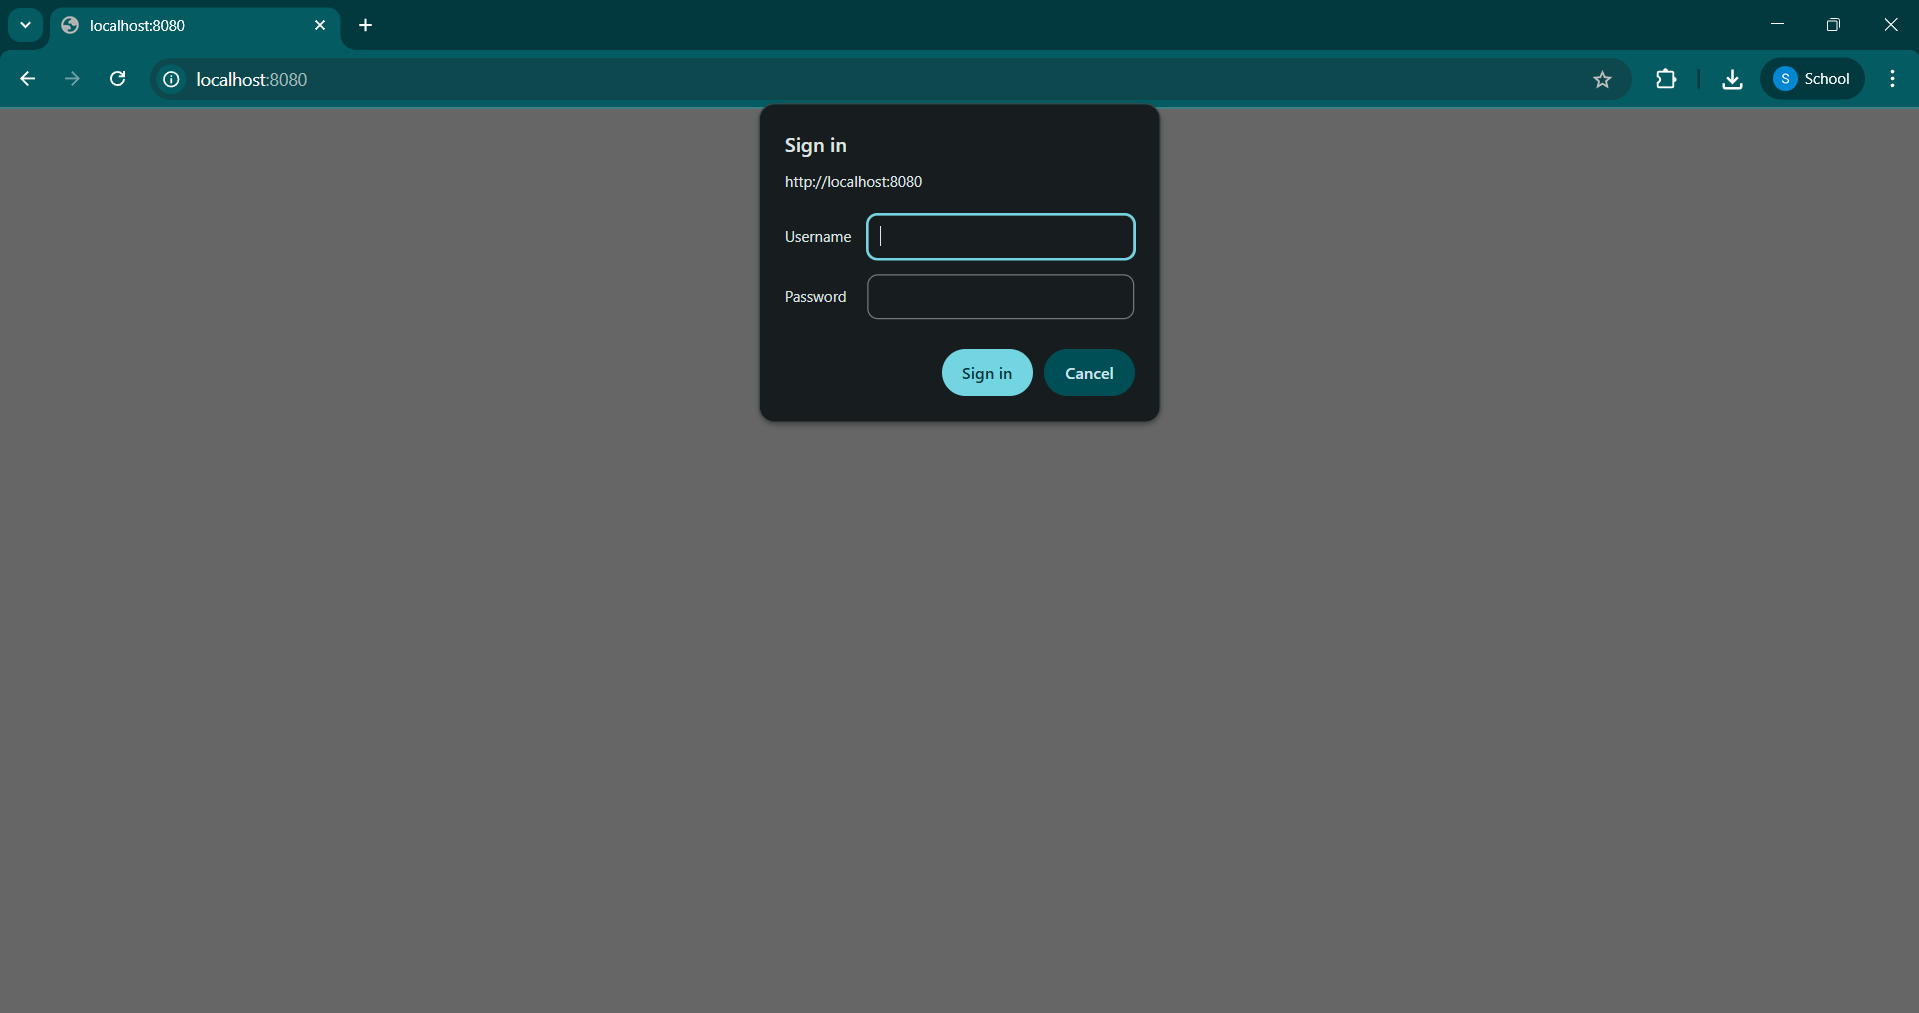 localhost:8080
localhost:8080
S School
Sign in
http://localhost:8080
Username
Password
Sign in Cancel